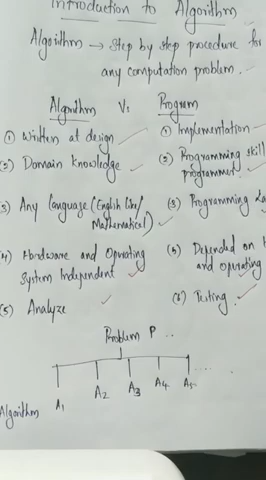 Introduction to Algorithm
Algorithm → Step by step procedure for
any computation problem.
Algorithm Vs Program
(1) Written at design (1) Implementation
(2) Domain Knowledge (2) Programming skill
programmer
(3) Any Language (English like/ (3) Programming
Mathematical)
(4) Hardware and Operating (4) Depended on
System Independent and operating
(5) Analyze (6) Testing
Problem P ..
A1 A2 A3 A4 A5 ....
Algorithm